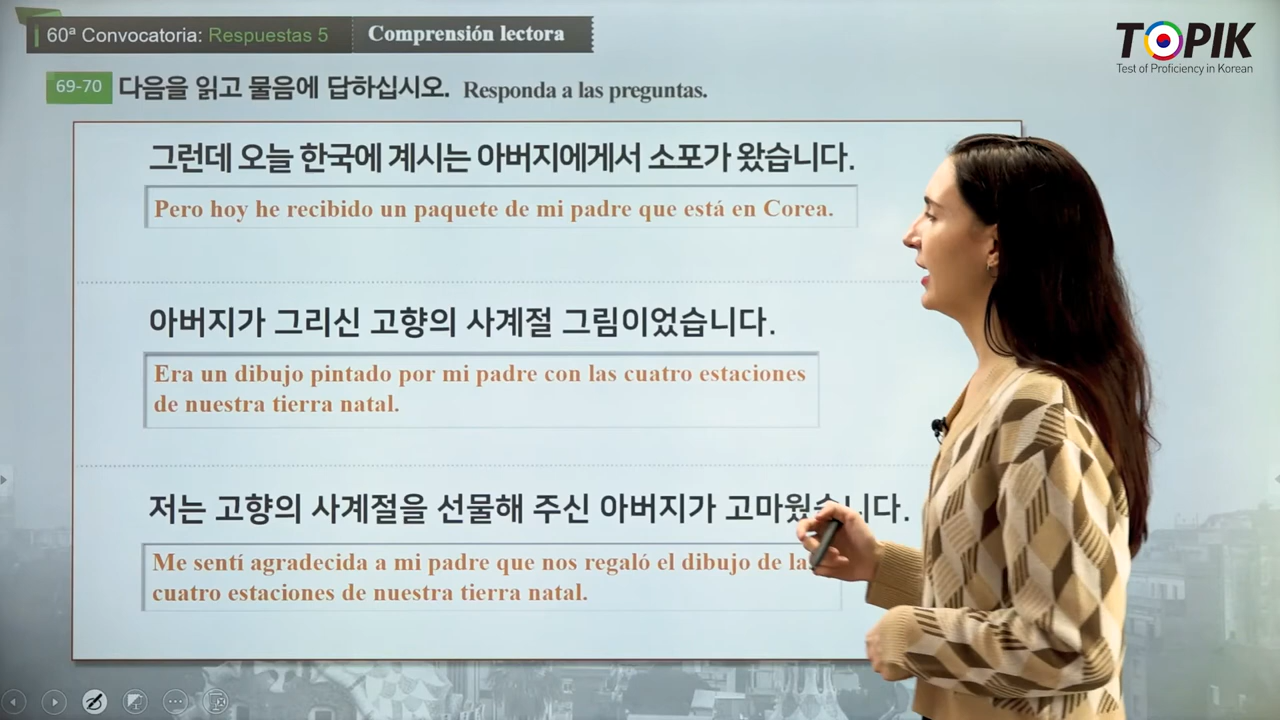 60ª Convocatoria: Respuestas 5
Comprensión lectora
TOPIK
Test of Proficiency in Korean
69-70 다음을 읽고 물음에 답하십시오. Responda a las preguntas.
그런데 오늘 한국에 계시는 아버지에게서 소포가 왔습니다.
Pero hoy he recibido un paquete de mi padre que está en Corea.
아버지가 그리신 고향의 사계절 그림이었습니다.
Era un dibujo pintado por mi padre con las cuatro estaciones
de nuestra tierra natal.
저는 고향의 사계절을 선물해 주신 아버지가 고마웠습니다.
Me sentí agradecida a mi padre que nos regaló el dibujo de las
cuatro estaciones de nuestra tierra natal.